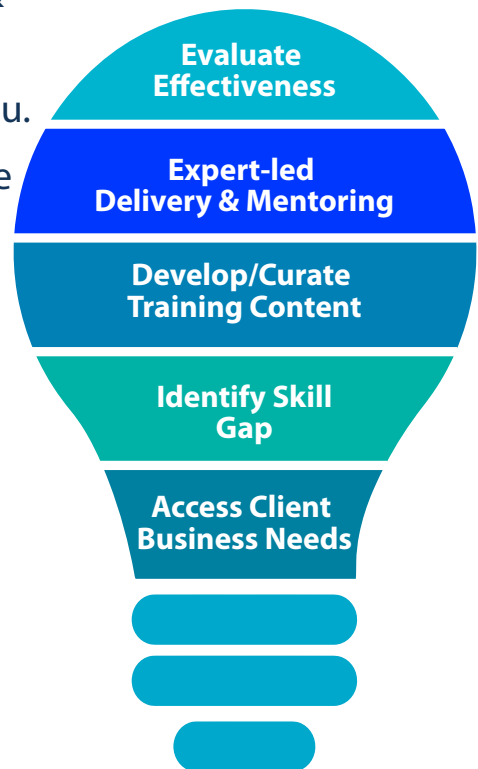 u.
e
Evaluate
Effectiveness
Expert-led
Delivery & Mentoring
Develop/Curate
Training Content
Identify Skill
Gap
Access Client
Business Needs